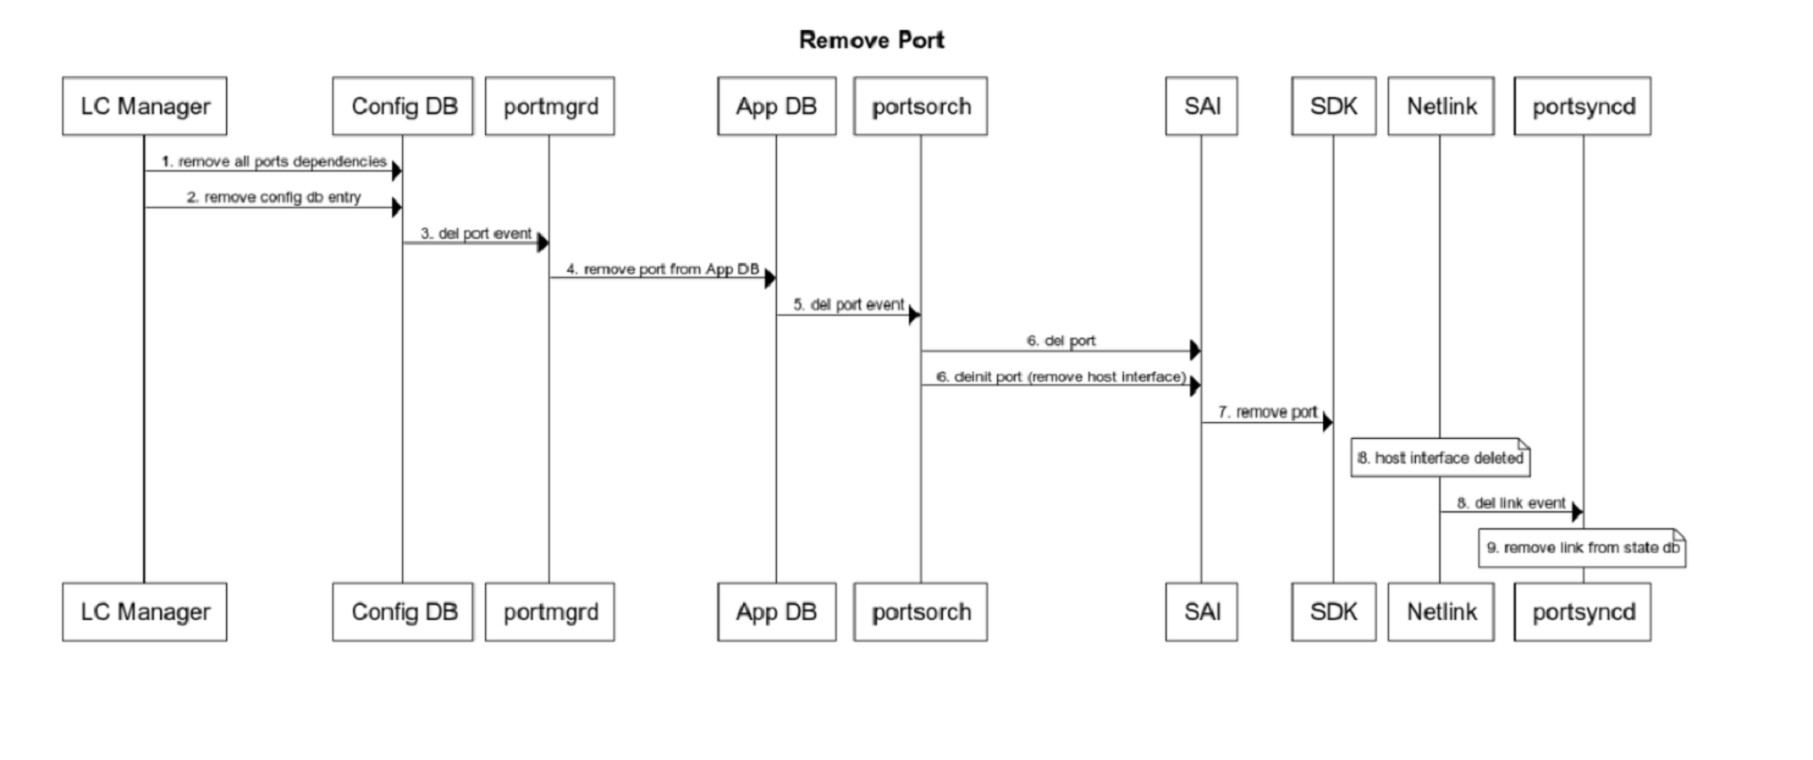 Remove Port
LC Manager
Config DB
portmgrd
App DB
portsorch
SAI
SDK
Netlink
portsyncd
1. remove all ports dependencies
2. remove config db entry
3. del port event
4. remove port from App DB
5. del port event
6. del port
6. deinit port (remove host interface)
7. remove port
8. host interface deleted
8. del link event
9. remove link from state db
LC Manager
Config DB
portmgrd
App DB
portsorch
SAI
SDK
Netlink
portsyncd